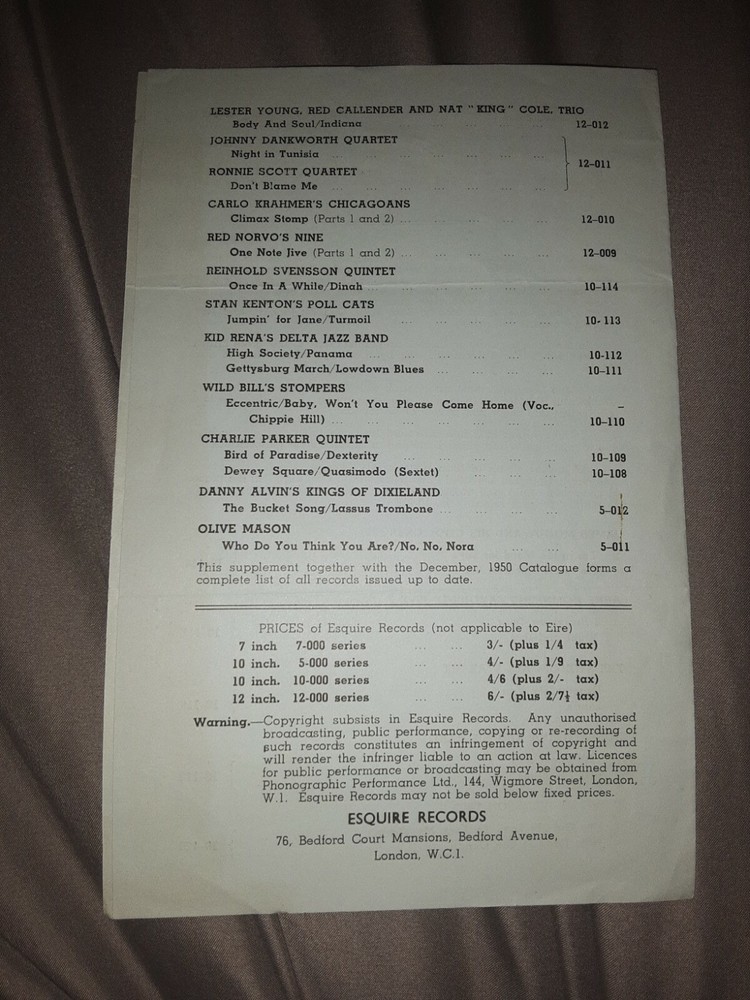 LESTER YOUNG, RED CALLENDER AND NAT "KING" COLE, TRIO
Body And Soul/Indiana ... ... ... ... 12-012
JOHNNY DANKWORTH QUARTET
Night in Tunisia ... ... ... ... ...
12-011
RONNIE SCOTT QUARTET
Don't Blame Me ... ... ... ... ...
CARLO KRAHMER'S CHICAGOANS
Climax Stomp (Parts 1 and 2) ... ... ... ... 12-010
RED NORVO'S NINE
One Note Jive (Parts 1 and 2) ... ... ... ... 12-009
REINHOLD SVENSSON QUINTET
Once In A While/Dinah ... ... ... ... 10-114
STAN KENTON'S POLL CATS
Jumpin' for Jane/Turmoil ... ... ... ... 10-113
KID RENA'S DELTA JAZZ BAND
High Society/Panama ... ... ... ... ... 10-112
Gettysburg March/Lowdown Blues ... ... ... 10-111
WILD BILL'S STOMPERS
Eccentric/Baby, Won't You Please Come Home (Voc., –
Chippie Hill) ... ... ... ... ... ... 10-110
CHARLIE PARKER QUINTET
Bird of Paradise/Dexterity ... ... ... ... 10-109
Dewey Square/Quasimodo (Sextet) ... ... 10-108
DANNY ALVIN'S KINGS OF DIXIELAND
The Bucket Song/Lassus Trombone ... ... ... 5-012
OLIVE MASON
Who Do You Think You Are?/No, No, Nora ... ... 5-011
This supplement together with the December, 1950 Catalogue forms a
complete list of all records issued up to date.
PRICES of Esquire Records (not applicable to Eire)
7 inch 7-000 series ... ... 3/- (plus 1/4 tax)
10 inch. 5-000 series ... ... 4/- (plus 1/9 tax)
10 inch. 10-000 series ... ... 4/6 (plus 2/- tax)
12 inch. 12-000 series ... ... 6/- (plus 2/7½ tax)
Warning.—Copyright subsists in Esquire Records. Any unauthorised
broadcasting, public performance, copying or re-recording of
such records constitutes an infringement of copyright and
will render the infringer liable to an action at law. Licences
for public performance or broadcasting may be obtained from
Phonographic Performance Ltd., 144, Wigmore Street, London,
W.1. Esquire Records may not be sold below fixed prices.
ESQUIRE RECORDS
76, Bedford Court Mansions, Bedford Avenue,
London, W.C.1.